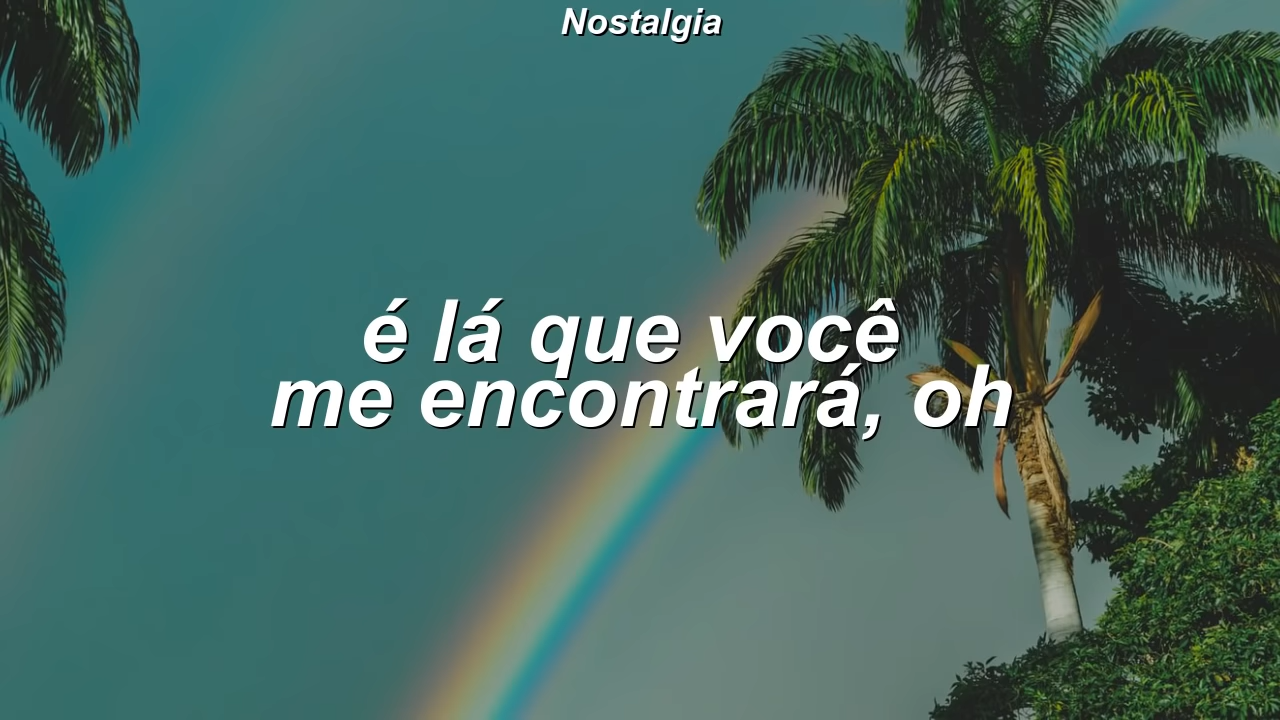 Nostalgia
é lá que você
me encontrará, oh